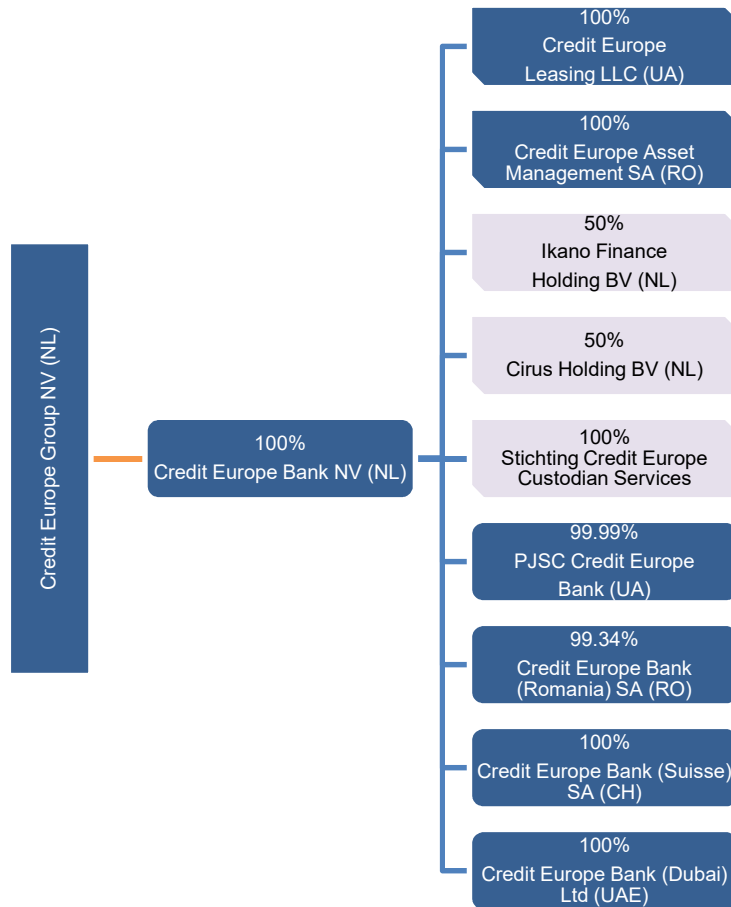 Credit Europe Group NV (NL)
100%
Credit Europe Bank NV (NL)
100%
Credit Europe
Leasing LLC (UA)
100%
Credit Europe Asset
Management SA (RO)
50%
Ikano Finance
Holding BV (NL)
50%
Cirus Holding BV (NL)
100%
Stichting Credit Europe
Custodian Services
99.99%
PJSC Credit Europe
Bank (UA)
99.34%
Credit Europe Bank
(Romania) SA (RO)
100%
Credit Europe Bank (Suisse)
SA (CH)
100%
Credit Europe Bank (Dubai)
Ltd (UAE)